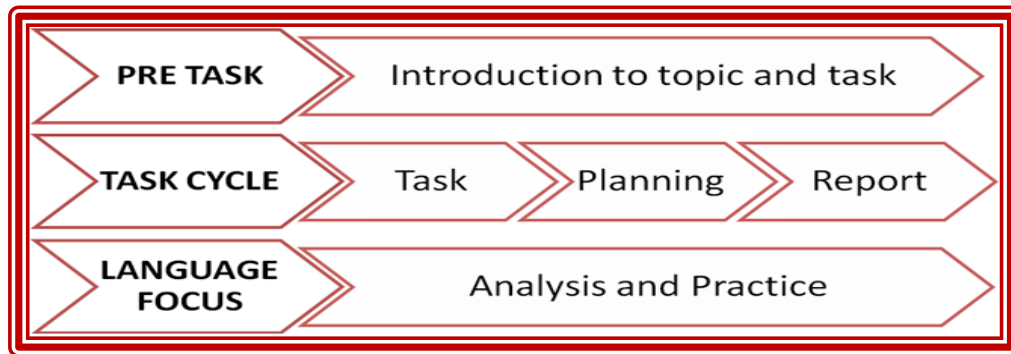 PRE TASK
Introduction to topic and task
TASK CYCLE
Task
Planning
Report
LANGUAGE
FOCUS
Analysis and Practice